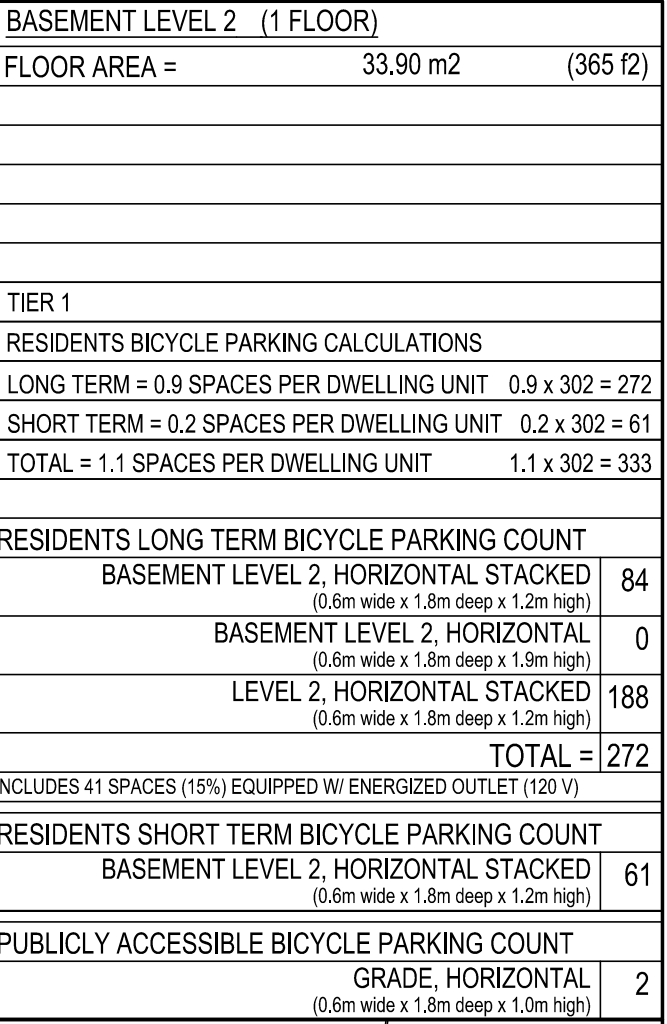 BASEMENT LEVEL 2 (1 FLOOR)
FLOOR AREA = 33.90 m2 (365 f2)
TIER 1
RESIDENTS BICYCLE PARKING CALCULATIONS
LONG TERM = 0.9 SPACES PER DWELLING UNIT 0.9 x 302 = 272
SHORT TERM = 0.2 SPACES PER DWELLING UNIT 0.2 x 302 = 61
TOTAL = 1.1 SPACES PER DWELLING UNIT 1.1 x 302 = 333
RESIDENTS LONG TERM BICYCLE PARKING COUNT
BASEMENT LEVEL 2, HORIZONTAL STACKED 84
(0.6m wide x 1.8m deep x 1.2m high)
BASEMENT LEVEL 2, HORIZONTAL 0
(0.6m wide x 1.8m deep x 1.9m high)
LEVEL 2, HORIZONTAL STACKED 188
(0.6m wide x 1.8m deep x 1.2m high)
TOTAL = 272
INCLUDES 41 SPACES (15%) EQUIPPED W/ ENERGIZED OUTLET (120 V)
RESIDENTS SHORT TERM BICYCLE PARKING COUNT
BASEMENT LEVEL 2, HORIZONTAL STACKED 61
(0.6m wide x 1.8m deep x 1.2m high)
PUBLICLY ACCESSIBLE BICYCLE PARKING COUNT
GRADE, HORIZONTAL 2
(0.6m wide x 1.8m deep x 1.0m high)